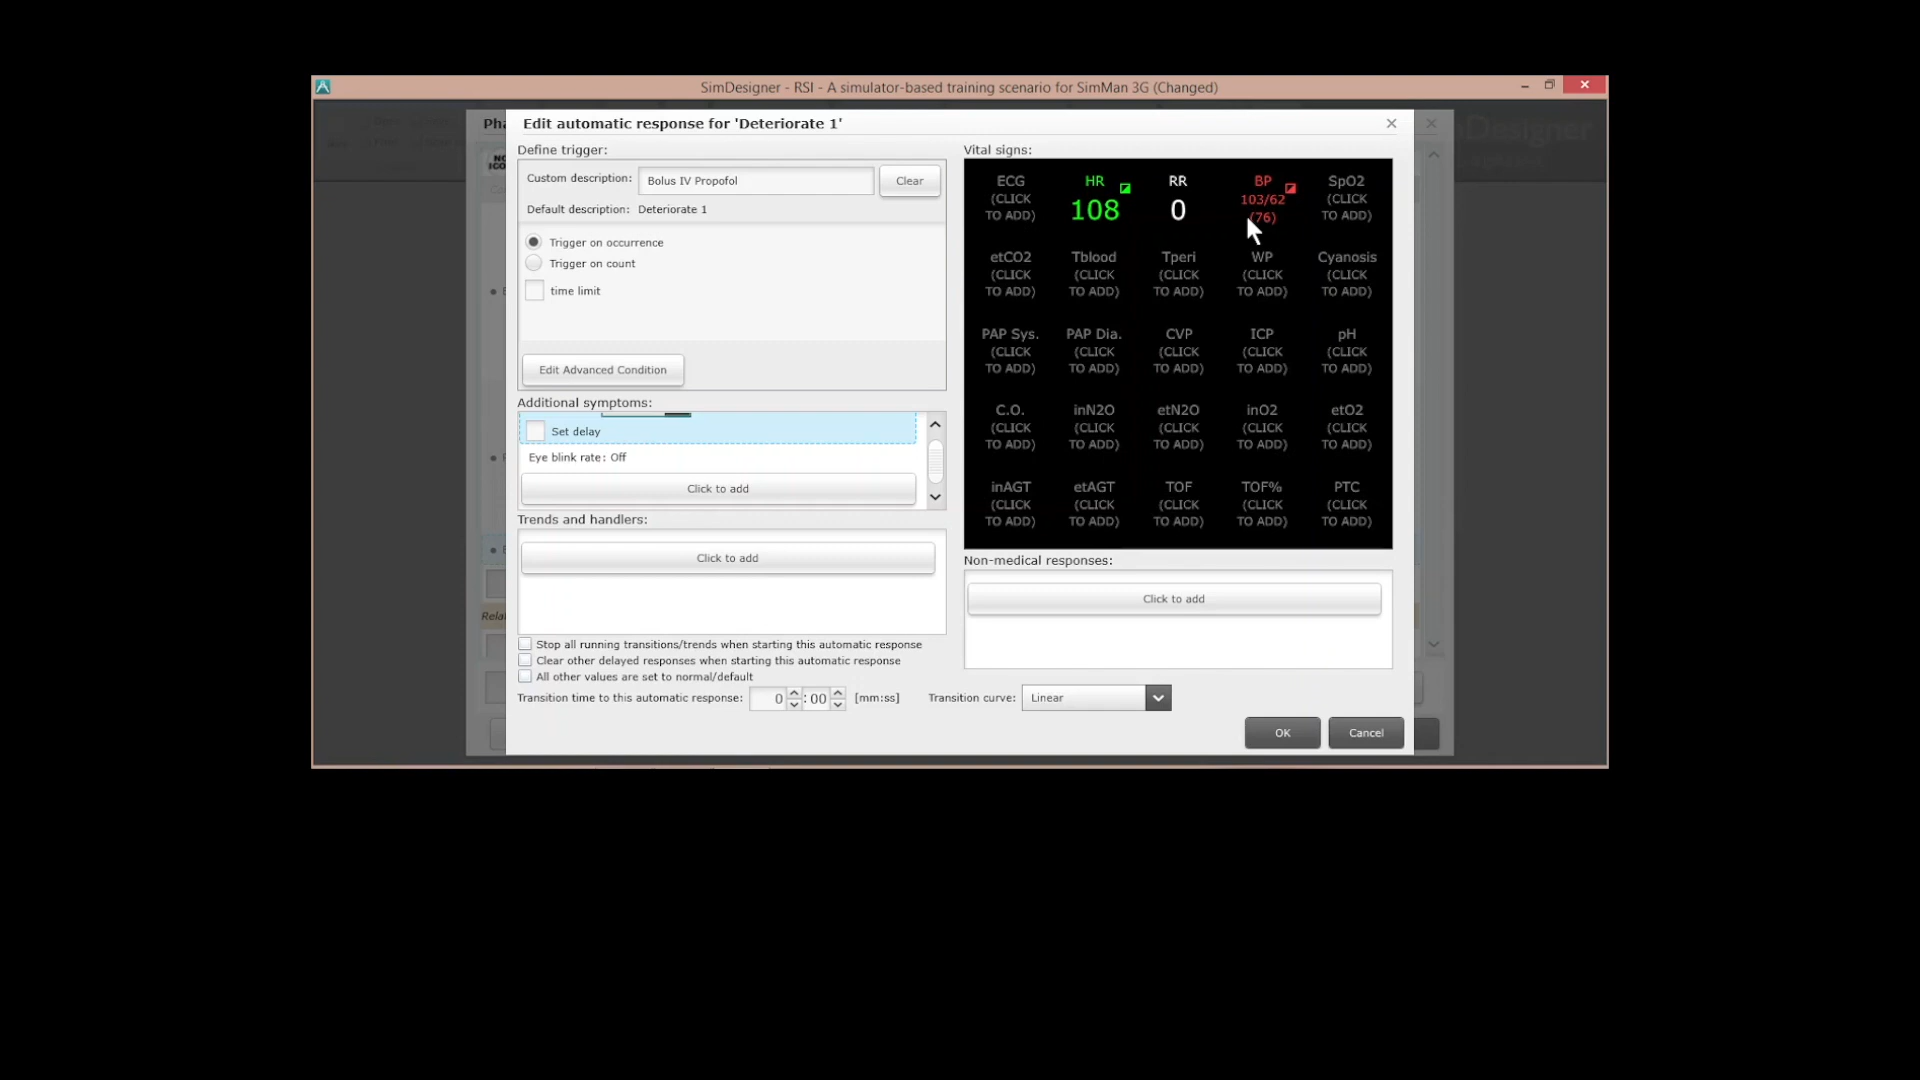 SimDesigner - RSI - A simulator-based training scenario for SimMan 3G (Changed)
Edit automatic response for 'Deteriorate 1'
Define trigger:
Custom description: Bolus IV Propofol Clear
Default description: Deteriorate 1
Trigger on occurrence
Trigger on count
time limit
Edit Advanced Condition
Additional symptoms:
Set delay
Eye blink rate: Off
Click to add
Trends and handlers:
Click to add
Stop all running transitions/trends when starting this automatic response
Clear other delayed responses when starting this automatic response
All other values are set to normal/default
Transition time to this automatic response: 0 : 00 [mm:ss] Transition curve: Linear
Vital signs:
ECG HR RR BP SpO2
(CLICK 103/62 (CLICK
TO ADD) 108 0 (76) TO ADD)
etCO2 Tblood Tperi WP Cyanosis
(CLICK (CLICK (CLICK (CLICK (CLICK
TO ADD) TO ADD) TO ADD) TO ADD) TO ADD)
PAP Sys. PAP Dia. CVP ICP pH
(CLICK (CLICK (CLICK (CLICK (CLICK
TO ADD) TO ADD) TO ADD) TO ADD) TO ADD)
C.O. inN2O etN2O inO2 etO2
(CLICK (CLICK (CLICK (CLICK (CLICK
TO ADD) TO ADD) TO ADD) TO ADD) TO ADD)
inAGT etAGT TOF TOF% PTC
(CLICK (CLICK (CLICK (CLICK (CLICK
TO ADD) TO ADD) TO ADD) TO ADD) TO ADD)
Non-medical responses:
Click to add
OK Cancel